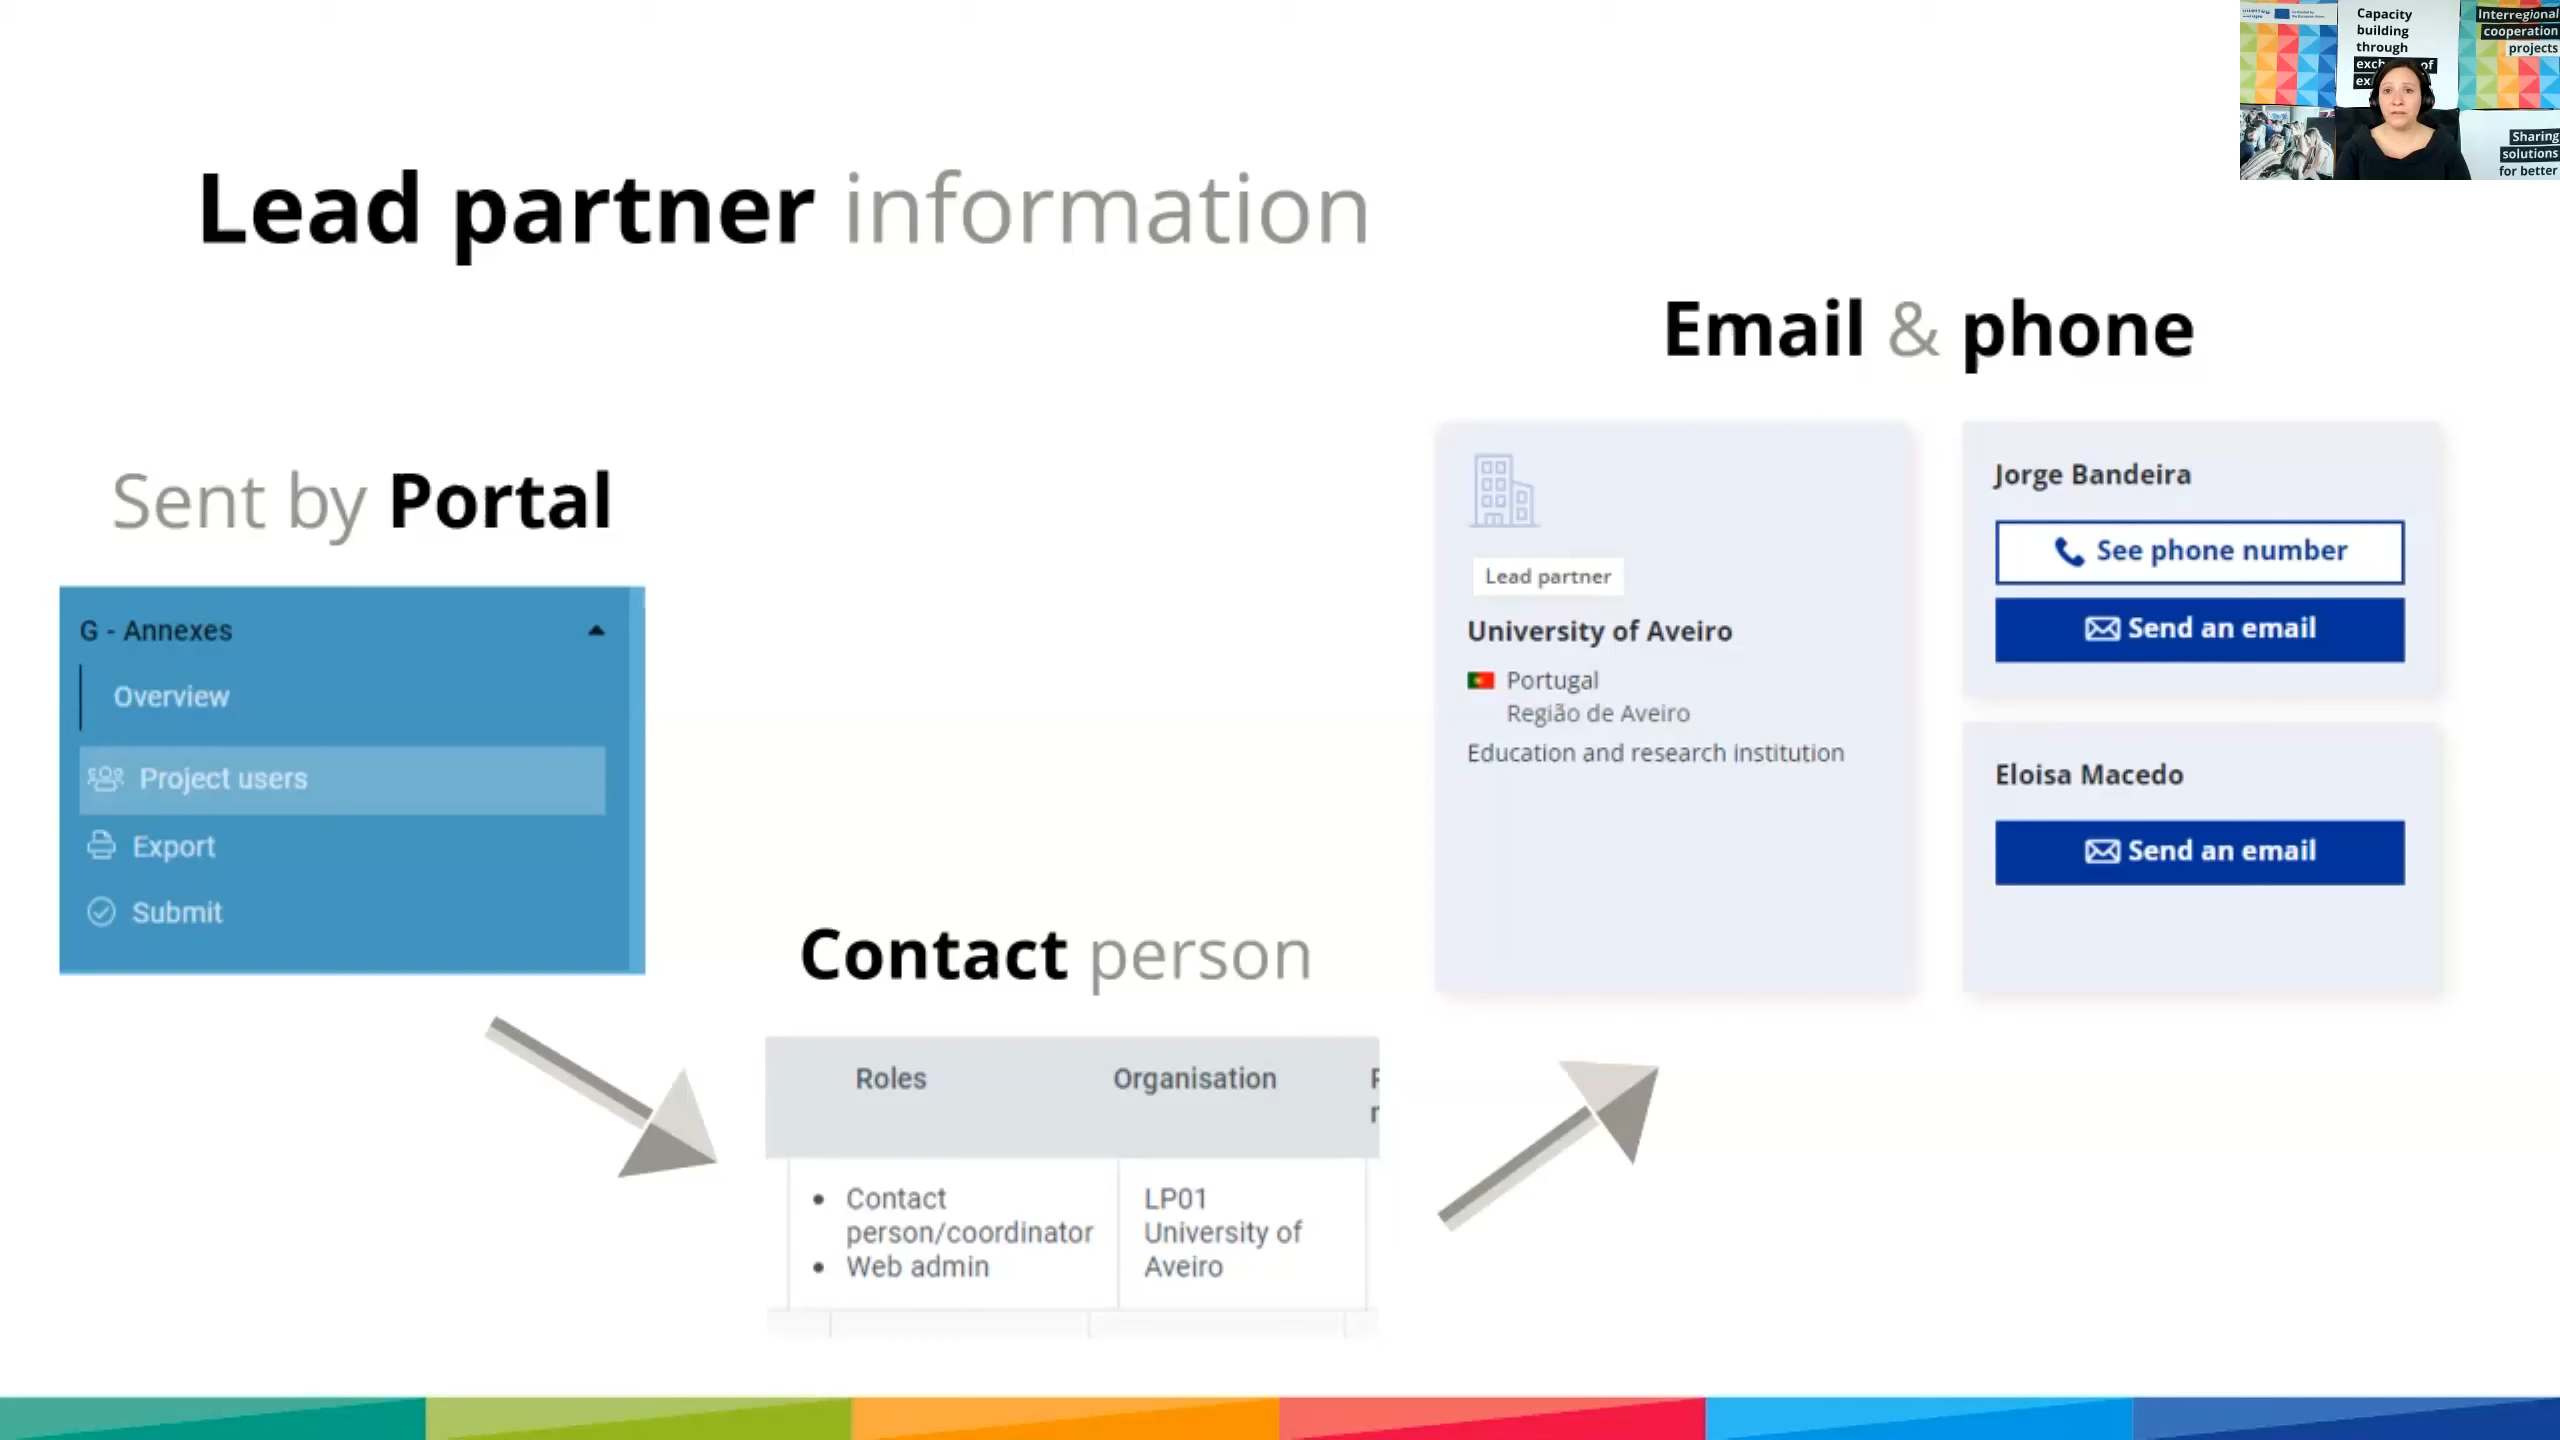 Lead partner information
Sent by Portal
G - Annexes
Overview
Project users
Export
Submit
Contact person
Roles
Organisation
Contact
person/coordinator
Web admin
LP01
University of
Aveiro
Email & phone
Lead partner
University of Aveiro
Portugal
Região de Aveiro
Education and research institution
Jorge Bandeira
See phone number
Send an email
Eloisa Macedo
Send an email
Capacity
building
through
of
Interregional
cooperation
projects
Sharing
solutions
for better